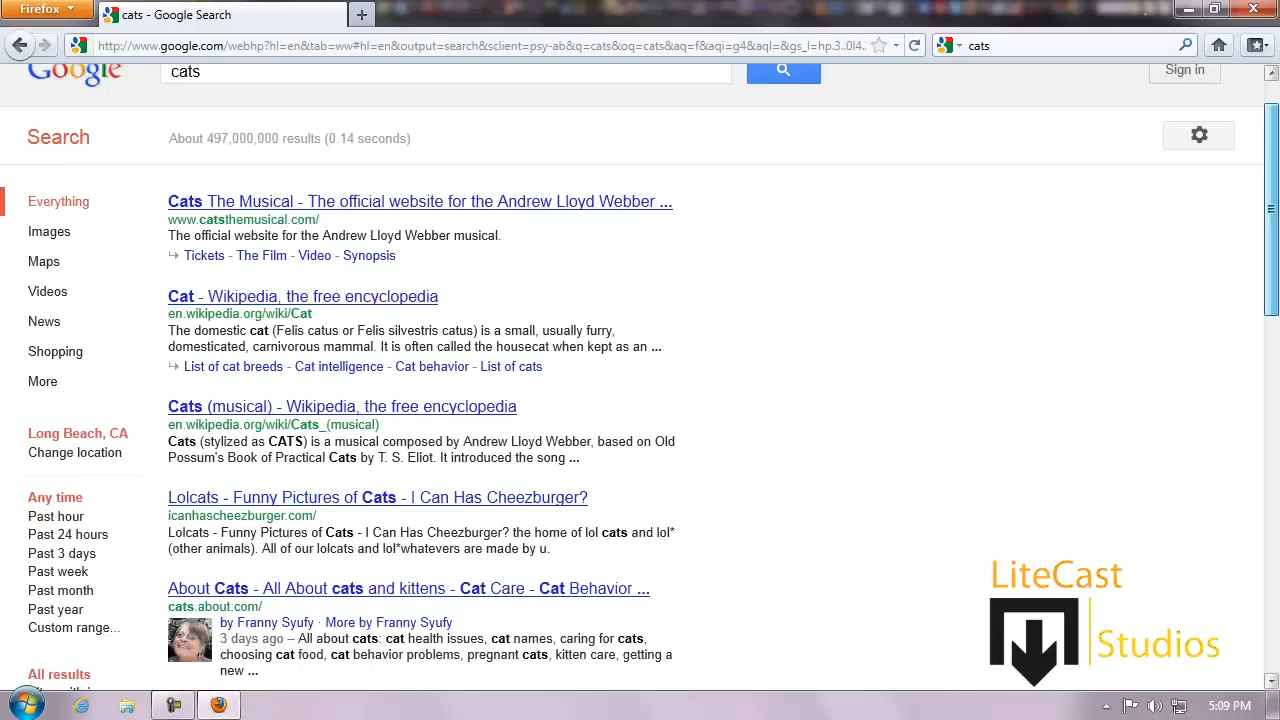 Firefox
cats - Google Search
http://www.google.com/webhp?hl=en&tab=ww#hl=en&output=search&sclient=psy-ab&q=cats&oq=cats&aq=f&aqi=g4&aql=&gs_l=hp.3..0l4..
cats
Google
cats
Sign in
Search
About 497,000,000 results (0.14 seconds)
Everything
Images
Maps
Videos
News
Shopping
More
Long Beach, CA
Change location
Any time
Past hour
Past 24 hours
Past 3 days
Past week
Past month
Past year
Custom range...
All results
Cats The Musical - The official website for the Andrew Lloyd Webber ...
www.catsthemusical.com/
The official website for the Andrew Lloyd Webber musical.
Tickets - The Film - Video - Synopsis
Cat - Wikipedia, the free encyclopedia
en.wikipedia.org/wiki/Cat
The domestic cat (Felis catus or Felis silvestris catus) is a small, usually furry,
domesticated, carnivorous mammal. It is often called the housecat when kept as an ...
List of cat breeds - Cat intelligence - Cat behavior - List of cats
Cats (musical) - Wikipedia, the free encyclopedia
en.wikipedia.org/wiki/Cats_(musical)
Cats (stylized as CATS) is a musical composed by Andrew Lloyd Webber, based on Old
Possum's Book of Practical Cats by T. S. Eliot. It introduced the song ...
Lolcats - Funny Pictures of Cats - I Can Has Cheezburger?
icanhascheezburger.com/
Lolcats - Funny Pictures of Cats - I Can Has Cheezburger? the home of lol cats and lol*
(other animals). All of our lolcats and lol*whatevers are made by u.
About Cats - All About cats and kittens - Cat Care - Cat Behavior ...
cats.about.com/
by Franny Syufy · More by Franny Syufy
3 days ago – All about cats: cat health issues, cat names, caring for cats,
choosing cat food, cat behavior problems, pregnant cats, kitten care, getting a
new ...
LiteCast
Studios
5:09 PM